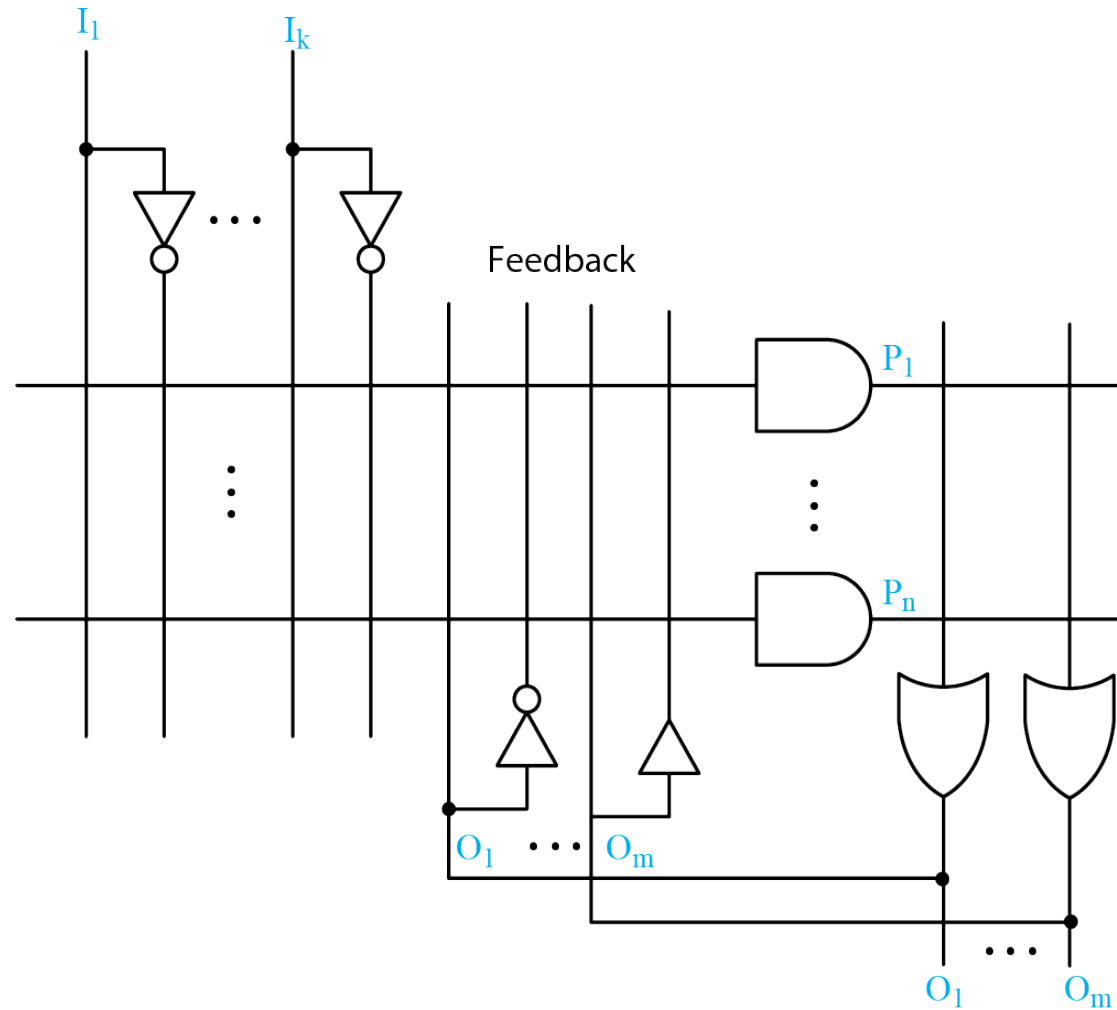 I₁ Iₖ
Feedback
P₁
Pₙ
O₁ ... Oₘ
O₁ ... Oₘ